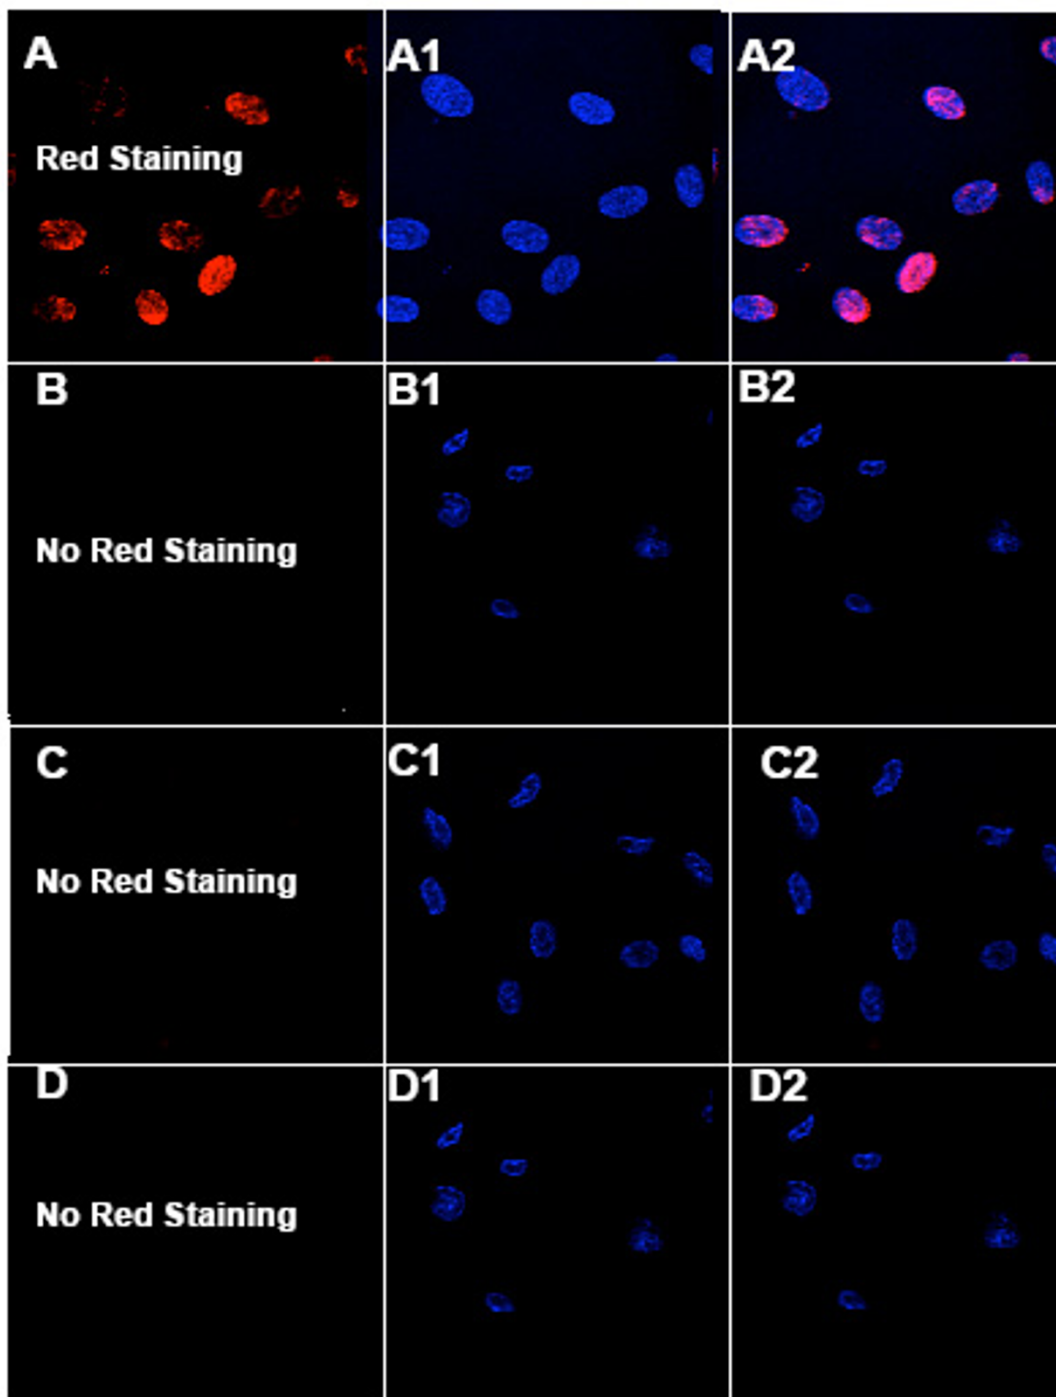 A
A1
A2
Red Staining
B
B1
B2
No Red Staining
C
C1
C2
No Red Staining
D
D1
D2
No Red Staining